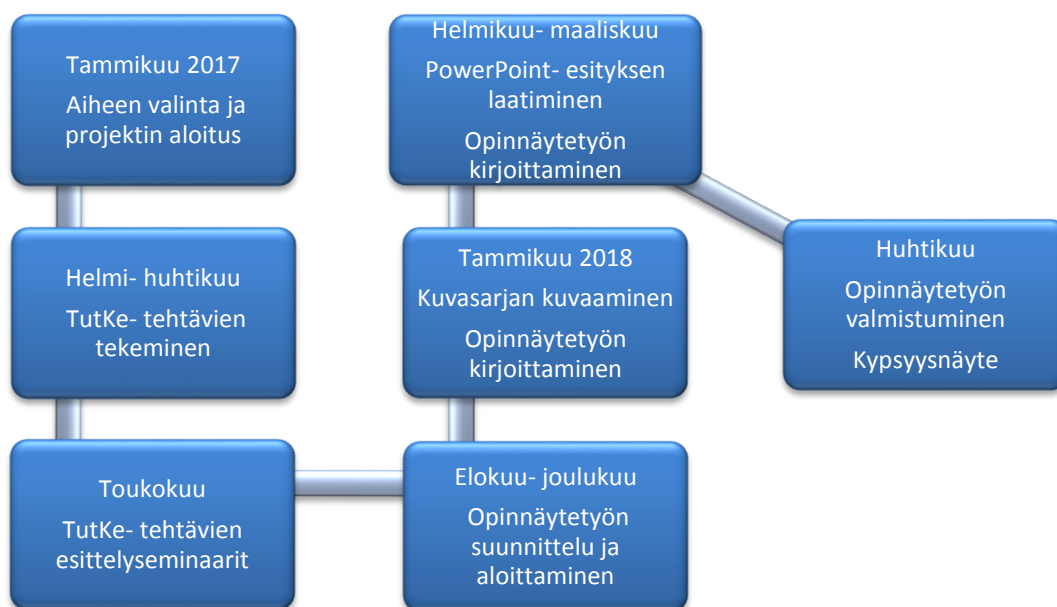 Tammikuu 2017
Aiheen valinta ja
projektin aloitus
Helmi- huhtikuu
TutKe- tehtävien
tekeminen
Toukokuu
TutKe- tehtävien
esittelyseminaarit
Elokuu- joulukuu
Opinnäytetyön
suunnittelu ja
aloittaminen
Tammikuu 2018
Kuvasarjan kuvaaminen
Opinnäytetyön
kirjoittaminen
Helmikuu- maaliskuu
PowerPoint- esityksen
laatiminen
Opinnäytetyön
kirjoittaminen
Huhtikuu
Opinnäytetyön
valmistuminen
Kypsyysnäyte